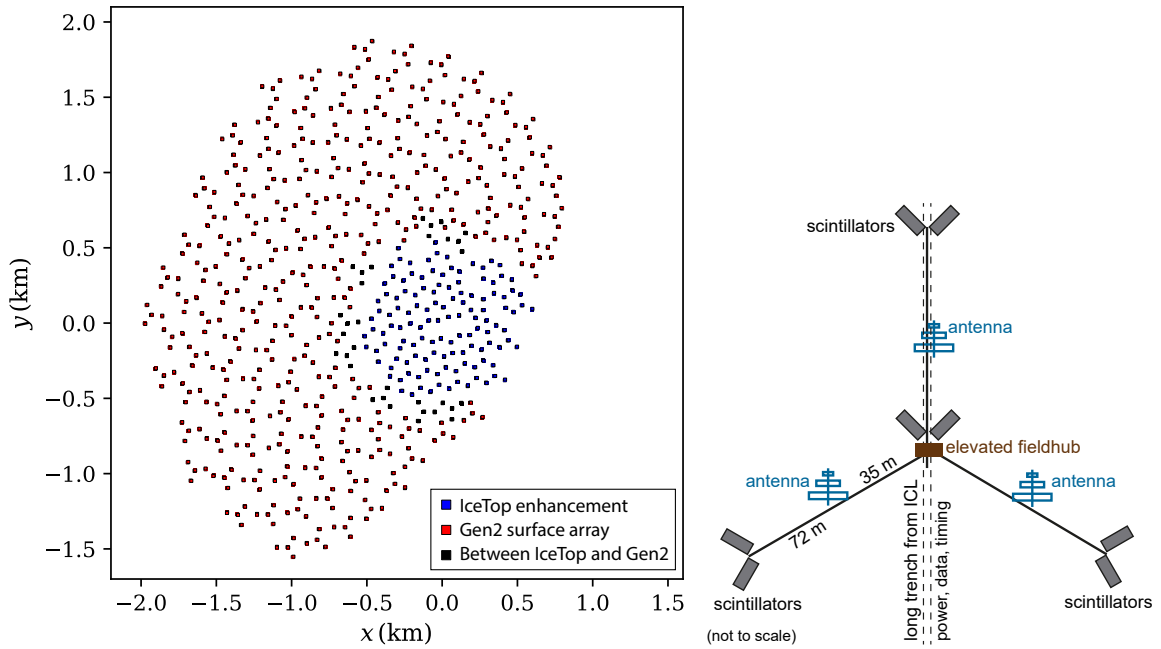 2.0
1.5
1.0
0.5
0.0
−0.5
−1.0
−1.5
y (km)
−2.0 −1.5 −1.0 −0.5 0.0 0.5 1.0 1.5
x (km)
IceTop enhancement
Gen2 surface array
Between IceTop and Gen2
scintillators
antenna
elevated fieldhub
antenna
35 m
antenna
72 m
long trench from ICL
power, data, timing
scintillators
scintillators
(not to scale)